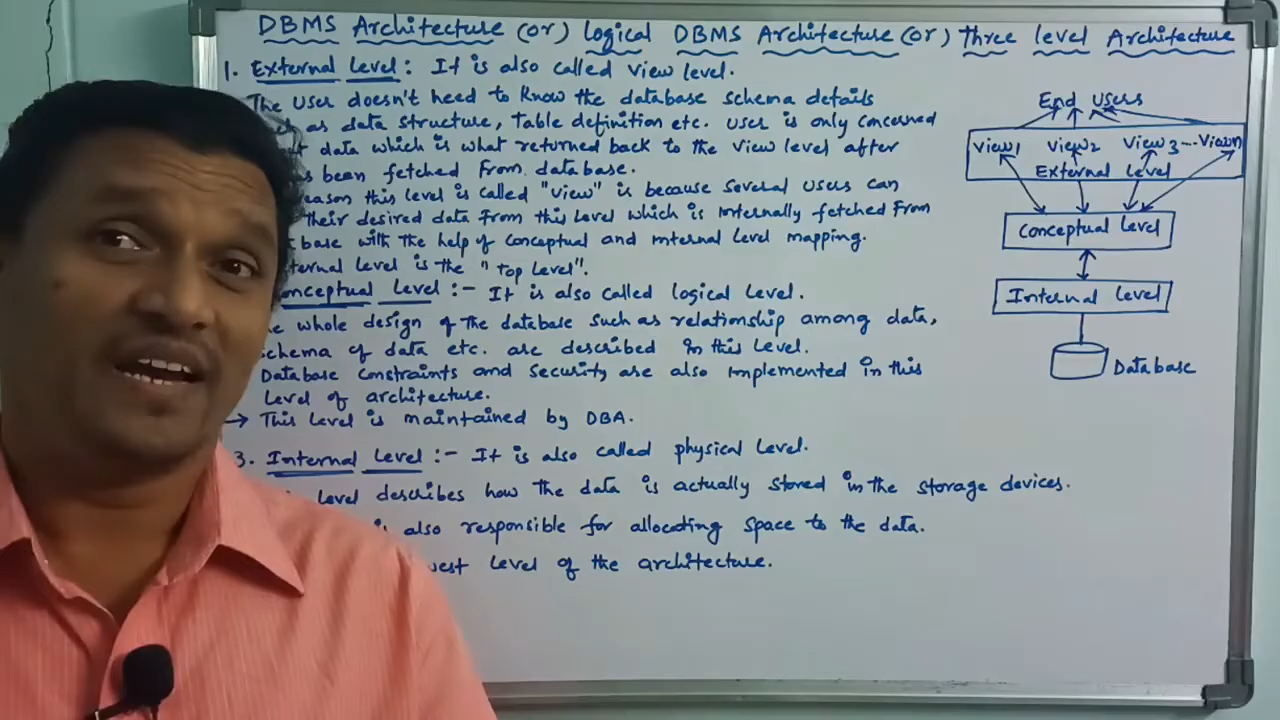 DBMS Architecture (or) logical DBMS Architecture (or) Three level Architecture
1. External Level: It is also called view level.
The user doesn't need to know the database schema details
as data structure, Table definition etc. user is only concerned
data which is what returned back to the view level after
been fetched from database.
reason this level is called "view" is because several users can
their desired data from this level which is internally fetched from
base with the help of conceptual and internal level mapping.
ternal level is the "top level".
onceptual Level :- It is also called logical level.
whole design of the database such as relationship among data,
schema of data etc. are described in this level.
Database constraints and security are also implemented in this
level of architecture.
→ This level is maintained by DBA.
3. Internal Level :- It is also called physical level.
level describes how the data is actually stored in the storage devices.
is also responsible for allocating space to the data.
west level of the architecture.
End users
view1 view2 view3 ---- viewn
External level
conceptual level
Internal level
Database